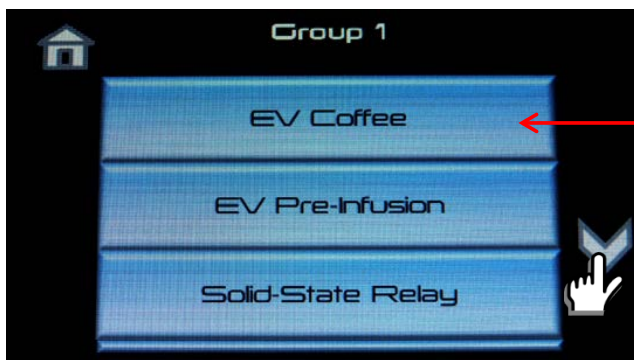 Group 1
EV Coffee
EV Pre-Infusion
Solid-State Relay